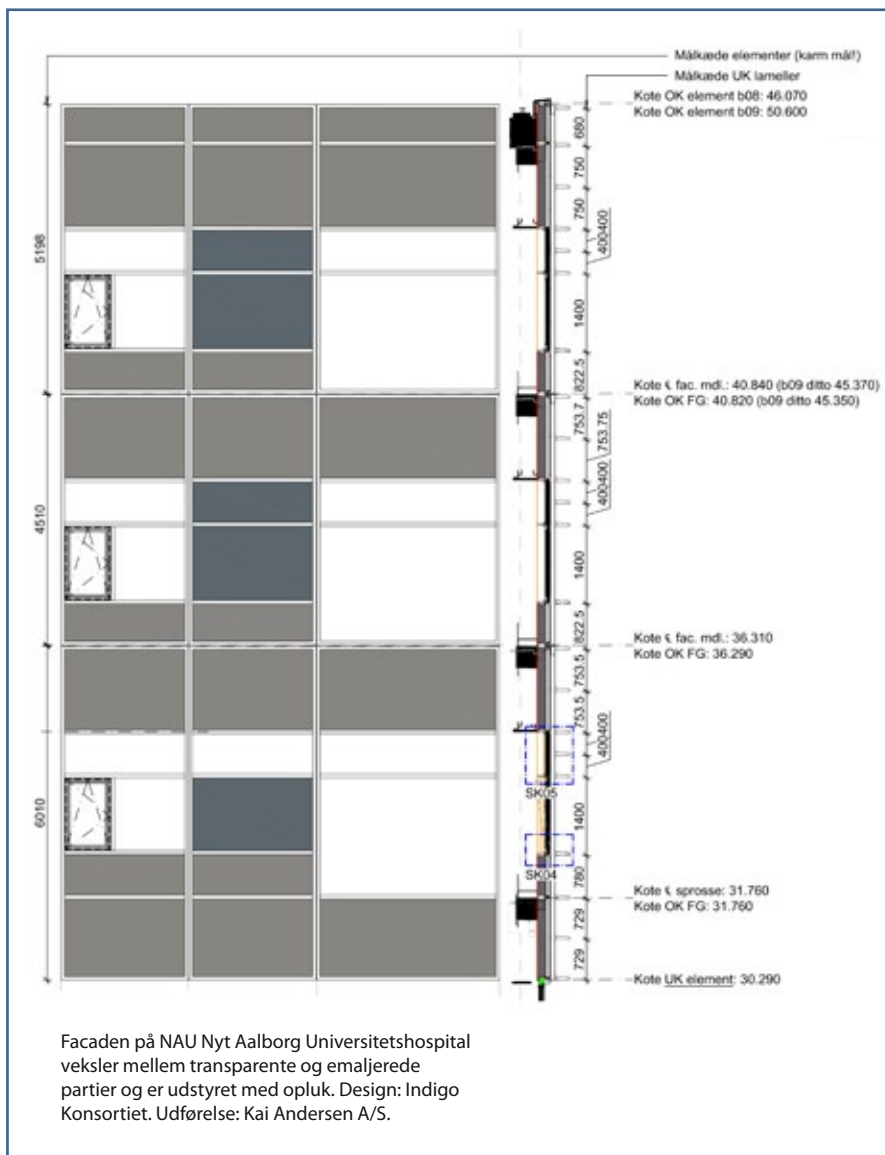 Målkæde elementer (karm mål!)
Målkæde UK lameller
Kote OK element b08: 46.070
Kote OK element b09: 50.600
680
750
750
400400
5198
1400
822.5
Kote ℄ fac. mdl.: 40.840 (b09 ditto 45.370)
Kote OK FG: 40.820 (b09 ditto 45.350)
753.7
753.75
400400
4510
1400
822.5
Kote ℄ fac. mdl.: 36.310
Kote OK FG: 36.290
753.5
753.5
400400
SK05
6010
1400
SK04
780
Kote ℄ sprosse: 31.760
Kote OK FG: 31.760
729
729
Kote UK element: 30.290
Facaden på NAU Nyt Aalborg Universitetshospital
veksler mellem transparente og emaljerede
partier og er udstyret med opluk. Design: Indigo
Konsortiet. Udførelse: Kai Andersen A/S.